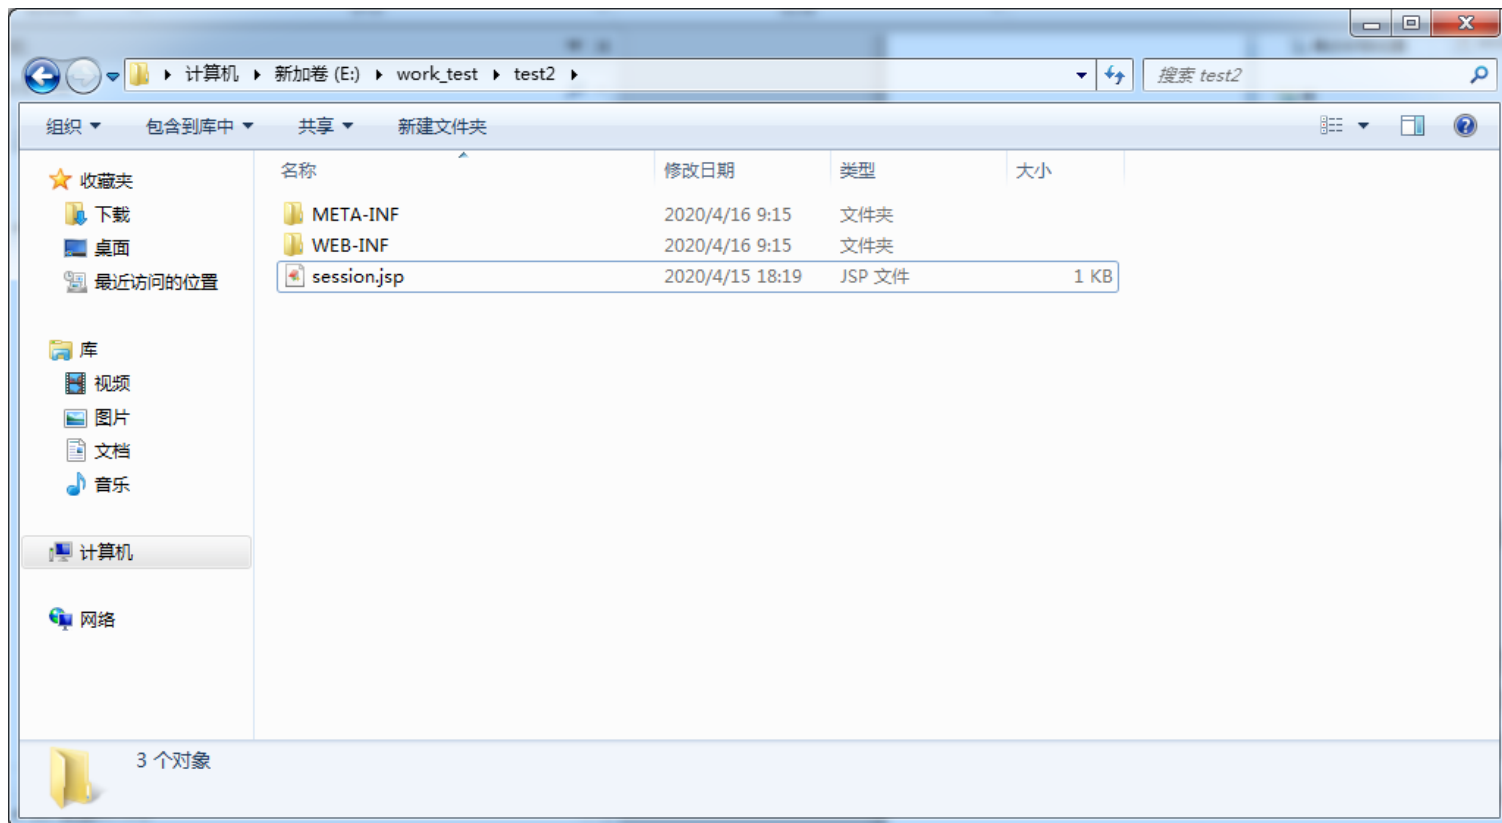 计算机 新加卷 (E:) work_test test2
搜索 test2
组织 包含到库中 共享 新建文件夹
名称 修改日期 类型 大小
收藏夹
下载
桌面
最近访问的位置
库
视频
图片
文档
音乐
计算机
网络
META-INF 2020/4/16 9:15 文件夹
WEB-INF 2020/4/16 9:15 文件夹
session.jsp 2020/4/15 18:19 JSP 文件 1 KB
3 个对象